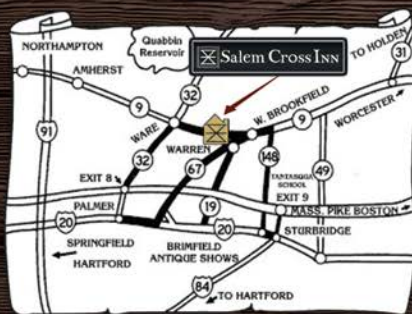 NORTHAMPTON
Quabbin
Reservoir
Salem Cross Inn
TO HOLDEN
31
AMHERST
32
9
91
WARE
W. BROOKFIELD
9
WORCESTER
WARREN
32
67
148
TANTASQUA
SCHOOL
49
EXIT 8
EXIT 9
PALMER
19
MASS. PIKE BOSTON
20
20
STURBRIDGE
SPRINGFIELD
HARTFORD
BRIMFIELD
ANTIQUE SHOWS
84
TO HARTFORD